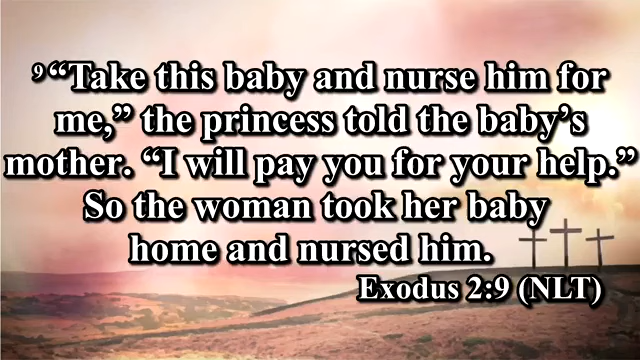 ⁹ “Take this baby and nurse him for
me,” the princess told the baby’s
mother. “I will pay you for your help.”
So the woman took her baby
home and nursed him.
Exodus 2:9 (NLT)